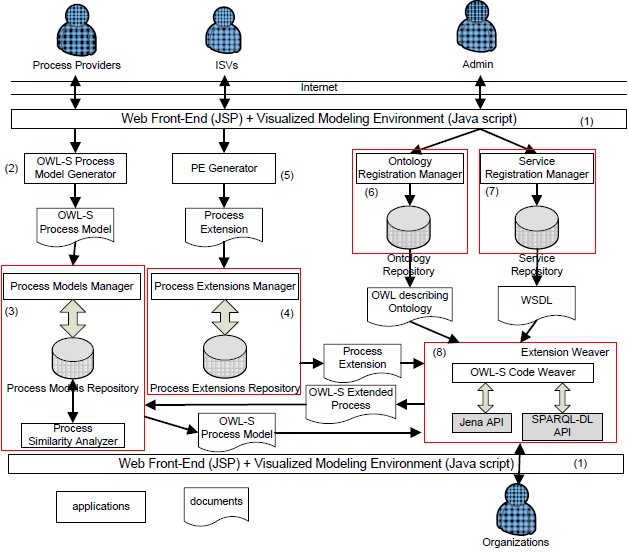 Process Providers
ISVs
Admin
Internet
Web Front-End (JSP) + Visualized Modeling Environment (Java script)
(1)
(2)
OWL-S Process
Model Generator
PE Generator
(5)
Ontology
Registration Manager
(6)
Service
Registration Manager
(7)
OWL-S
Process Model
Process
Extension
Ontology
Repository
Service
Repository
Process Models Manager
(3)
Process Extensions Manager
(4)
OWL describing
Ontology
WSDL
Process Models Repository
Process Extensions Repository
Process
Extension
(8)
Extension Weaver
OWL-S Code Weaver
OWL-S Extended
Process
Jena API
SPARQL-DL
API
Process
Similarity Analyzer
OWL-S
Process Model
Web Front-End (JSP) + Visualized Modeling Environment (Java script)
(1)
applications
documents
Organizations